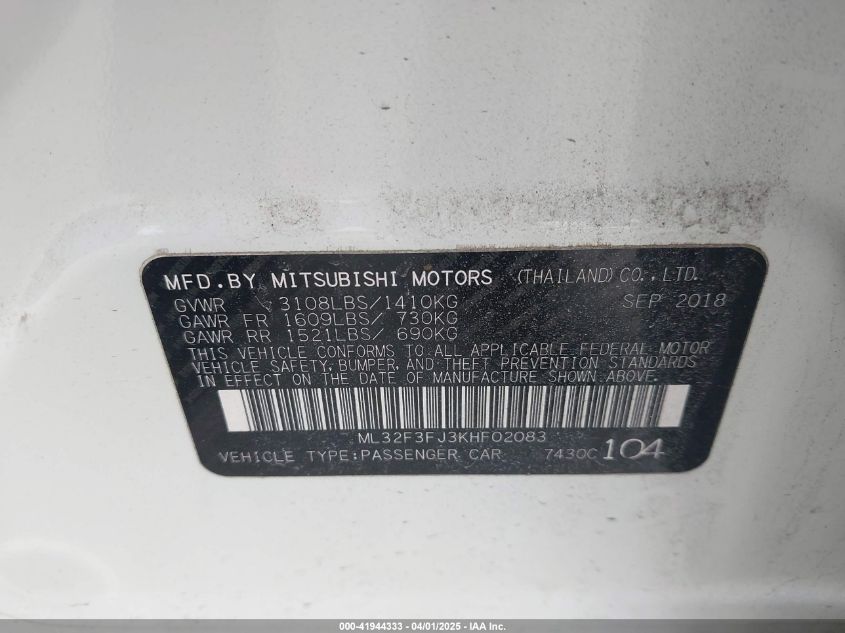 MFD.BY MITSUBISHI MOTORS (THAILAND) CO.,LTD.
GVWR 3108LBS/1410KG SEP 2018
GAWR FR 1609LBS/ 730KG
GAWR RR 1521LBS/ 690KG
THIS VEHICLE CONFORMS TO ALL APPLICABLE FEDERAL MOTOR
VEHICLE SAFETY, BUMPER, AND THEFT PREVENTION STANDARDS
IN EFFECT ON THE DATE OF MANUFACTURE SHOWN ABOVE.
ML32F3FJ3KHF02083
VEHICLE TYPE:PASSENGER CAR 7430C 104
000-41944333 - 04/01/2025 - IAA Inc.